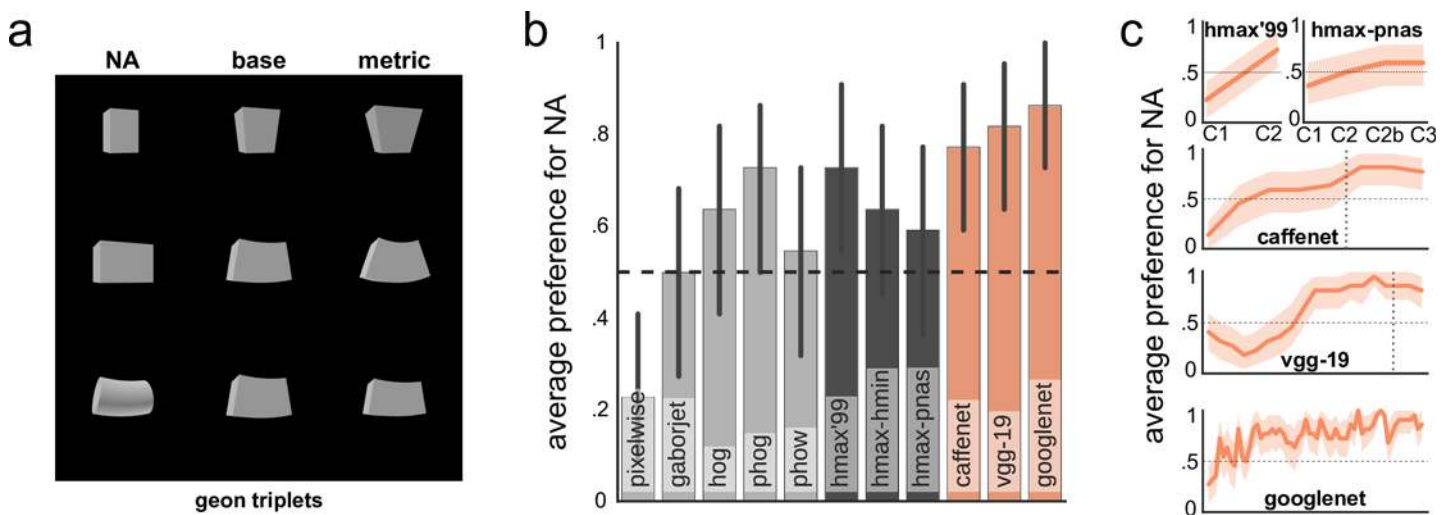 a
NA base metric
geon triplets
b
average preference for NA
1
.8
.6
.4
.2
0
pixelwise
gaborjet
hog
phog
phow
hmax'99
hmax-hmin
hmax-pnas
caffenet
vgg-19
googlenet
c
average preference for NA
hmax'99
1
.5
0
C1 C2
hmax-pnas
1
.5
0
C1 C2 C2b C3
1
.5
0
caffenet
1
.5
0
vgg-19
1
.5
0
googlenet